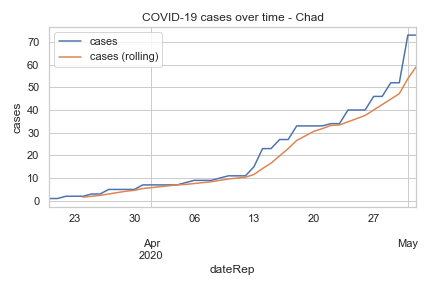 COVID-19 cases over time - Chad
cases
cases (rolling)
cases
70
60
50
40
30
20
10
0
23 30 06 13 20 27
Apr May
2020
dateRep